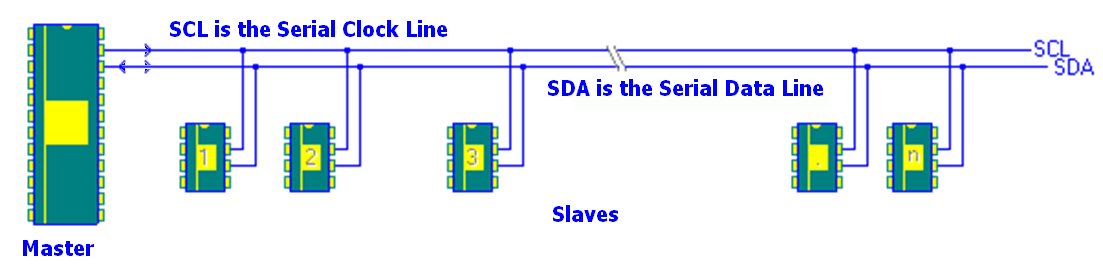 SCL is the Serial Clock Line
SCL
SDA
SDA is the Serial Data Line
1
2
3
.
n
Slaves
Master